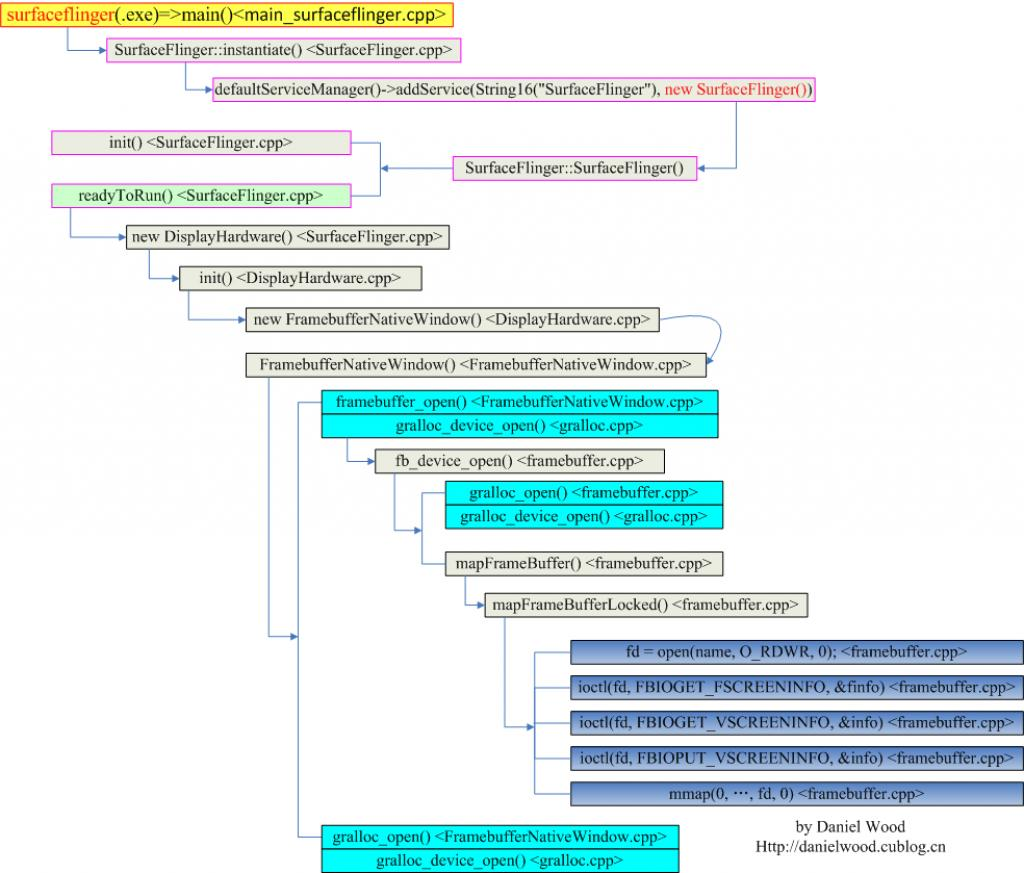 surfaceflinger(.exe)=>main()<main_surfaceflinger.cpp>
SurfaceFlinger::instantiate() <SurfaceFlinger.cpp>
defaultServiceManager()->addService(String16("SurfaceFlinger"), new SurfaceFlinger())
init() <SurfaceFlinger.cpp>
SurfaceFlinger::SurfaceFlinger()
readyToRun() <SurfaceFlinger.cpp>
new DisplayHardware() <SurfaceFlinger.cpp>
init() <DisplayHardware.cpp>
new FramebufferNativeWindow() <DisplayHardware.cpp>
FramebufferNativeWindow() <FramebufferNativeWindow.cpp>
framebuffer_open() <FramebufferNativeWindow.cpp>
gralloc_device_open() <gralloc.cpp>
fb_device_open() <framebuffer.cpp>
gralloc_open() <framebuffer.cpp>
gralloc_device_open() <gralloc.cpp>
mapFrameBuffer() <framebuffer.cpp>
mapFrameBufferLocked() <framebuffer.cpp>
fd = open(name, O_RDWR, 0); <framebuffer.cpp>
ioctl(fd, FBIOGET_FSCREENINFO, &finfo) <framebuffer.cpp>
ioctl(fd, FBIOGET_VSCREENINFO, &info) <framebuffer.cpp>
ioctl(fd, FBIOPUT_VSCREENINFO, &info) <framebuffer.cpp>
mmap(0, ⋯, fd, 0) <framebuffer.cpp>
by Daniel Wood
Http://danielwood.cublog.cn
gralloc_open() <FramebufferNativeWindow.cpp>
gralloc_device_open() <gralloc.cpp>